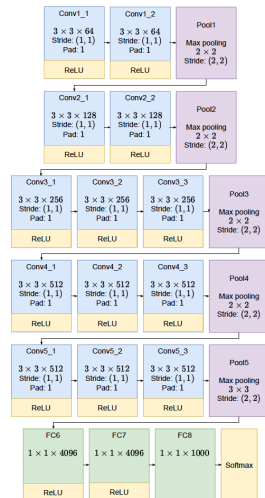 Conv1_1
3 × 3 × 64
Stride: (1, 1)
Pad: 1
ReLU
Conv1_2
3 × 3 × 64
Stride: (1, 1)
Pad: 1
ReLU
Pool1
Max pooling
2 × 2
Stride: (2, 2)
Conv2_1
3 × 3 × 128
Stride: (1, 1)
Pad: 1
ReLU
Conv2_2
3 × 3 × 128
Stride: (1, 1)
Pad: 1
ReLU
Pool2
Max pooling
2 × 2
Stride: (2, 2)
Conv3_1
3 × 3 × 256
Stride: (1, 1)
Pad: 1
ReLU
Conv3_2
3 × 3 × 256
Stride: (1, 1)
Pad: 1
ReLU
Conv3_3
3 × 3 × 256
Stride: (1, 1)
Pad: 1
ReLU
Pool3
Max pooling
2 × 2
Stride: (2, 2)
Conv4_1
3 × 3 × 512
Stride: (1, 1)
Pad: 1
ReLU
Conv4_2
3 × 3 × 512
Stride: (1, 1)
Pad: 1
ReLU
Conv4_3
3 × 3 × 512
Stride: (1, 1)
Pad: 1
ReLU
Pool4
Max pooling
2 × 2
Stride: (2, 2)
Conv5_1
3 × 3 × 512
Stride: (1, 1)
Pad: 1
ReLU
Conv5_2
3 × 3 × 512
Stride: (1, 1)
Pad: 1
ReLU
Conv5_3
3 × 3 × 512
Stride: (1, 1)
Pad: 1
ReLU
Pool5
Max pooling
3 × 3
Stride: (2, 2)
FC6
1 × 1 × 4096
ReLU
FC7
1 × 1 × 4096
ReLU
FC8
1 × 1 × 1000
Softmax